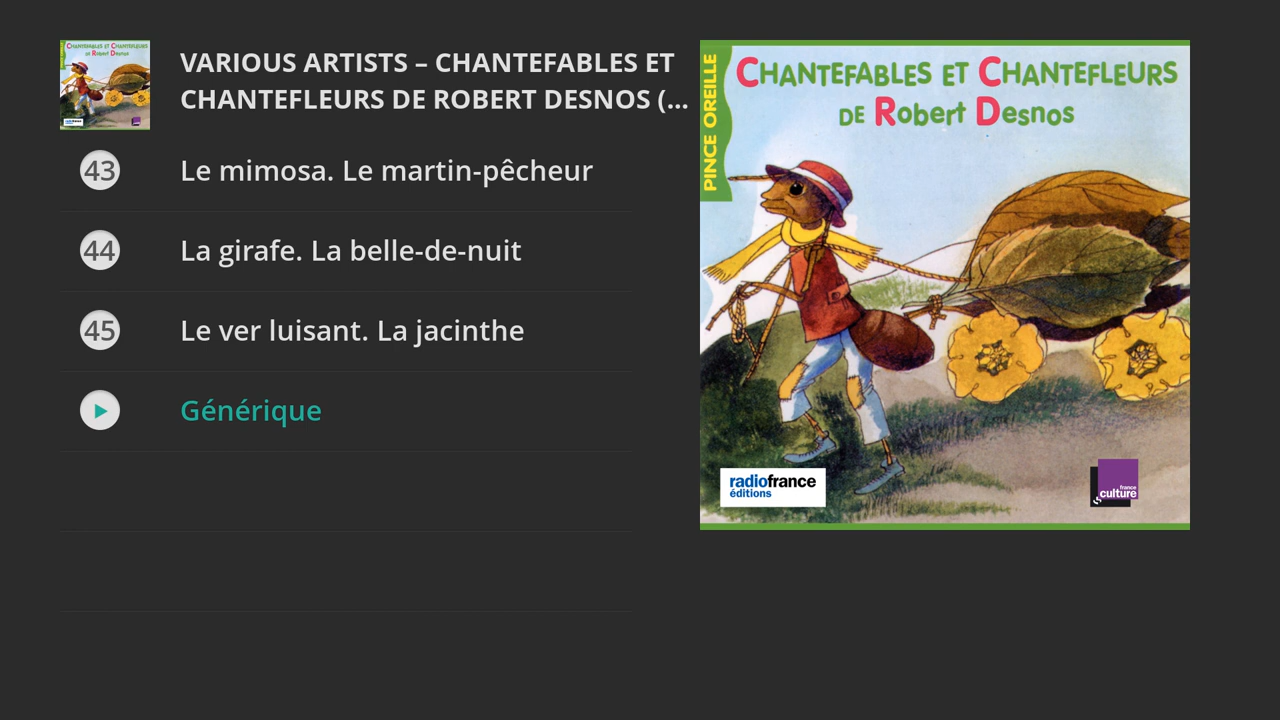 VARIOUS ARTISTS – CHANTEFABLES ET
CHANTEFLEURS DE ROBERT DESNOS (...
43 Le mimosa. Le martin-pêcheur
44 La girafe. La belle-de-nuit
45 Le ver luisant. La jacinthe
Générique
PINCE OREILLE
CHANTEFABLES ET CHANTEFLEURS
DE Robert Desnos
radiofrance
éditions
france
culture